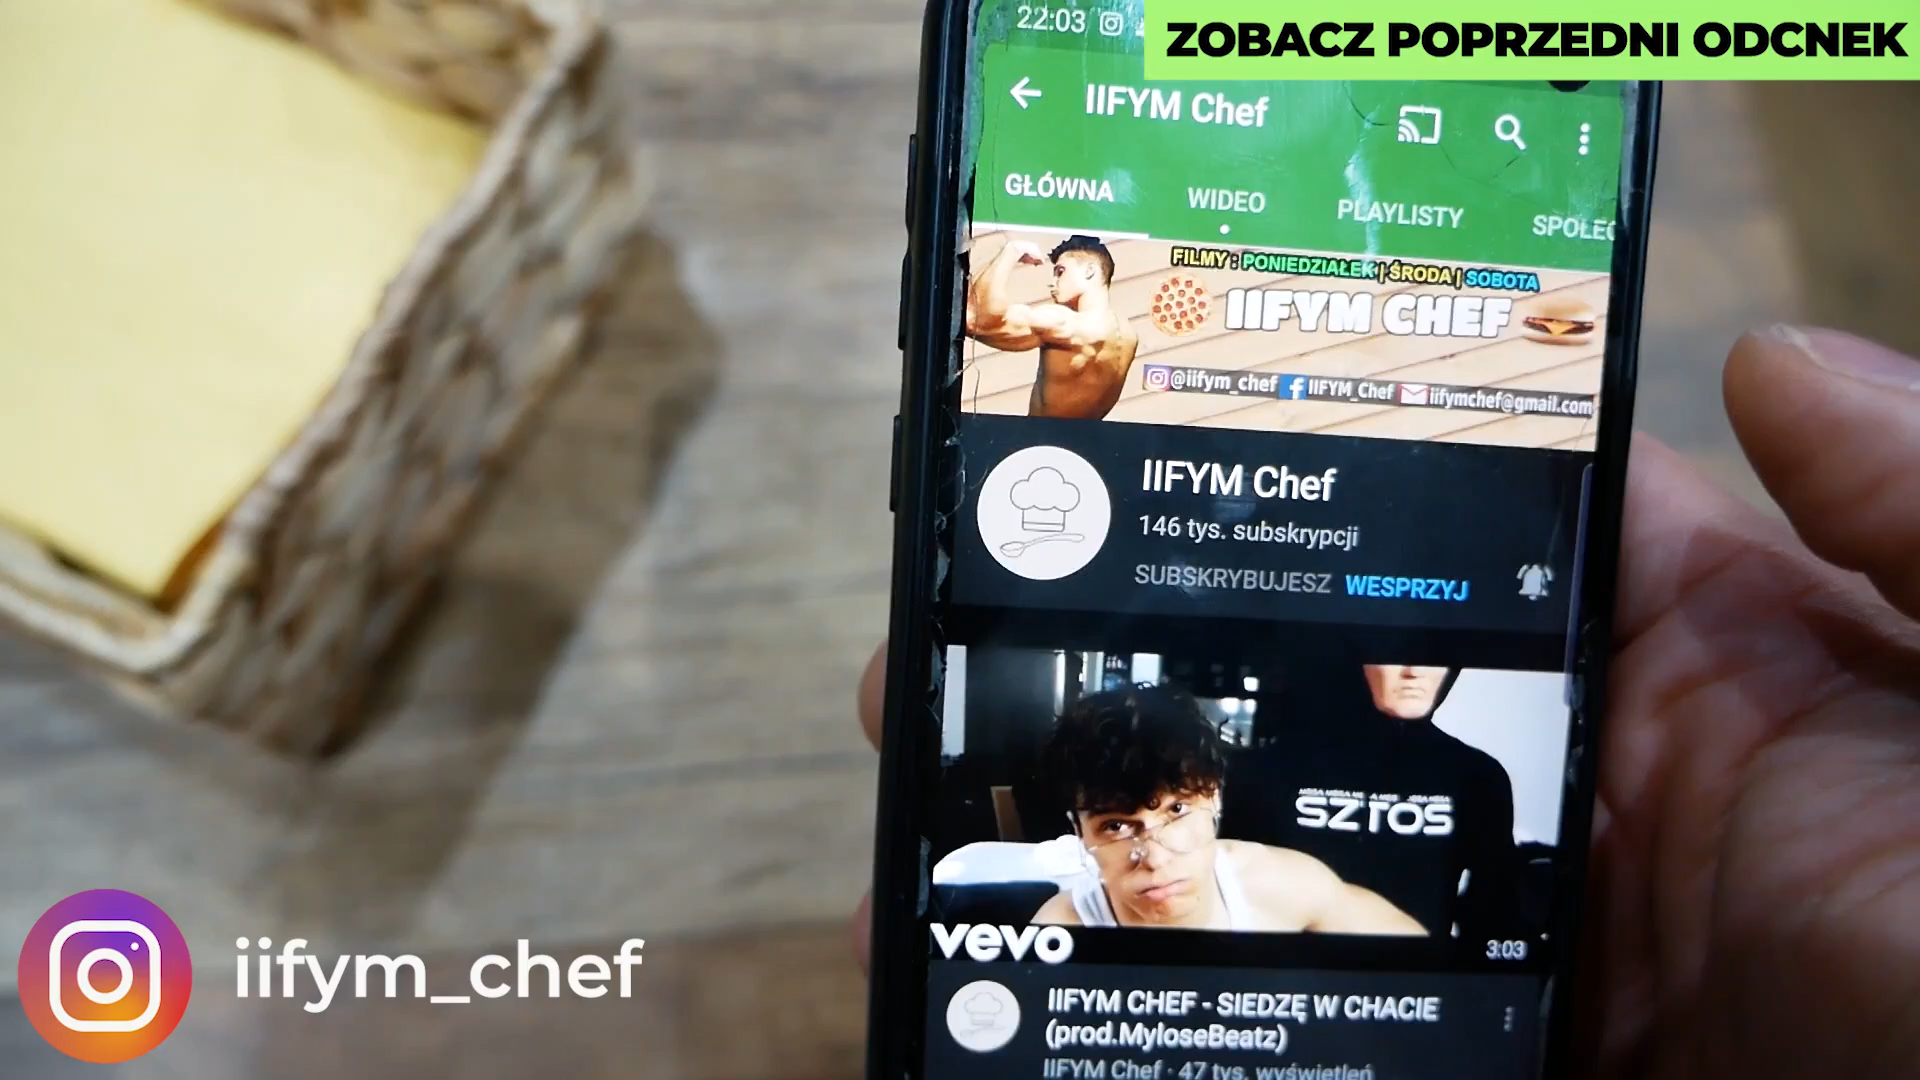 ZOBACZ POPRZEDNI ODCNEK
22:03
IIFYM Chef
GŁÓWNA WIDEO PLAYLISTY SPOŁEC
FILMY : PONIEDZIAŁEK | ŚRODA | SOBOTA
IIFYM CHEF
@iifym_chef IIFYM_Chef iifymchef@gmail.com
IIFYM Chef
146 tys. subskrypcji
SUBSKRYBUJESZ WESPRZYJ
SZTOS
vevo
3:03
IIFYM CHEF - SIEDZĘ W CHACIE
(prod.MyloseBeatz)
IIFYM Chef · 47 tys. wyświetleń
iifym_chef